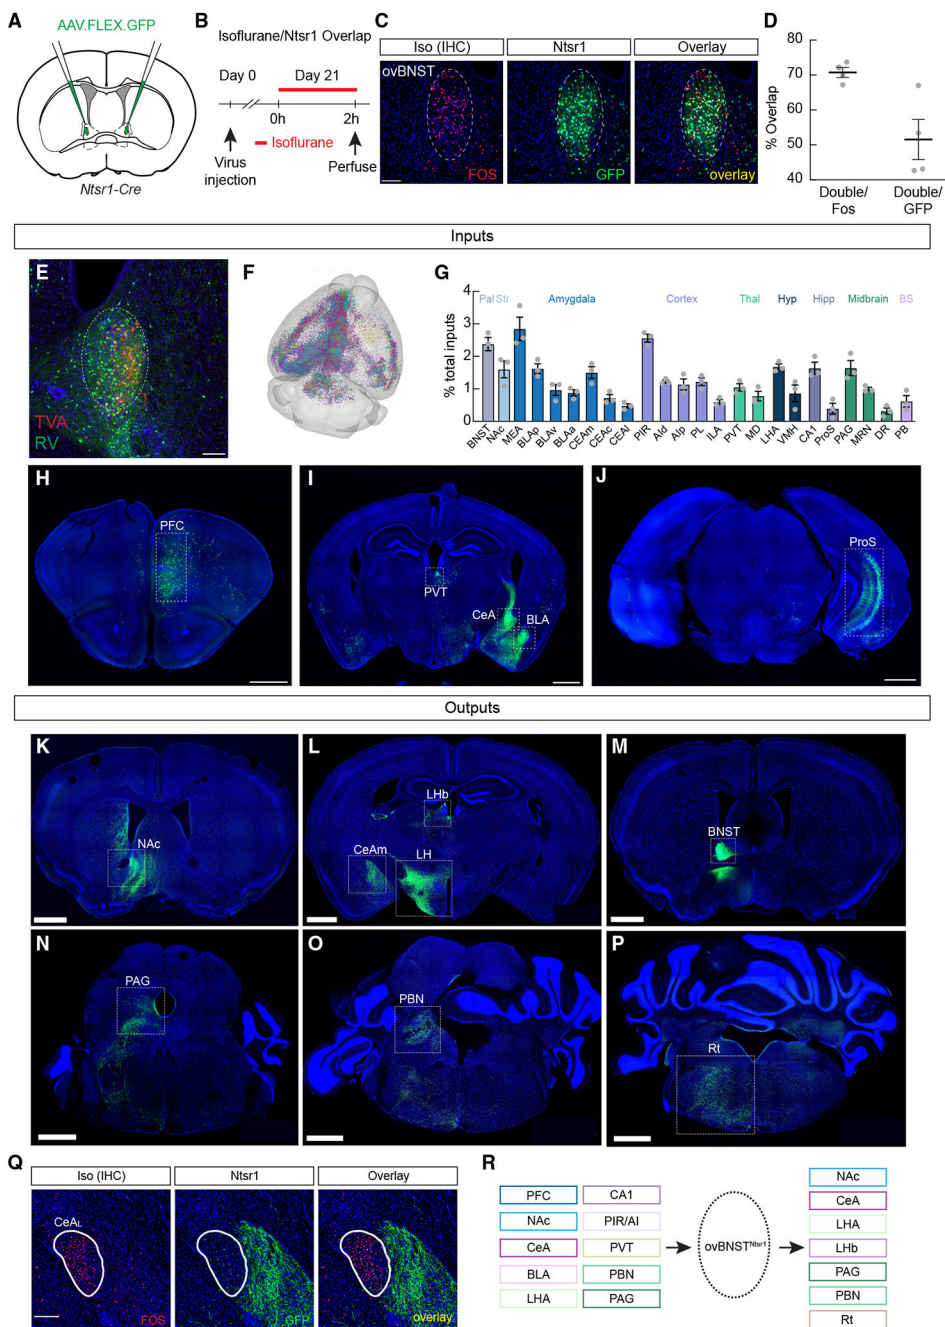 A
AAV.FLEX.GFP
Ntsr1-Cre
B
Isoflurane/Ntsr1 Overlap
Day 0
Day 21
0h
2h
Isoflurane
Virus
injection
Perfuse
C
Iso (IHC)
Ntsr1
Overlay
ovBNST
FOS
GFP
overlay
D
% Overlap
70
60
50
40
Double/
Fos
Double/
GFP
Inputs
E
TVA
RV
F
G
% total inputs
4
3
2
1
0
Pal
Str
Amygdala
Cortex
Thal
Hyp
Hipp
Midbrain
BS
BNST
NAc
MEA
BLAp
BLAv
BLAa
CEAm
CEAc
CEAl
PIR
AId
AIp
PL
ILA
PVT
MD
LHA
VMH
CA1
ProS
PAG
MRN
DR
PB
H
PFC
I
PVT
CeA
BLA
J
ProS
Outputs
K
NAc
L
LHb
CeAm
LH
M
BNST
N
PAG
O
PBN
P
Rt
Q
Iso (IHC)
Ntsr1
Overlay
CeAL
FOS
GFP
overlay
R
PFC
CA1
NAc
PIR/AI
CeA
PVT
BLA
PBN
LHA
PAG
ovBNSTNtsr1
NAc
CeA
LHA
LHb
PAG
PBN
Rt